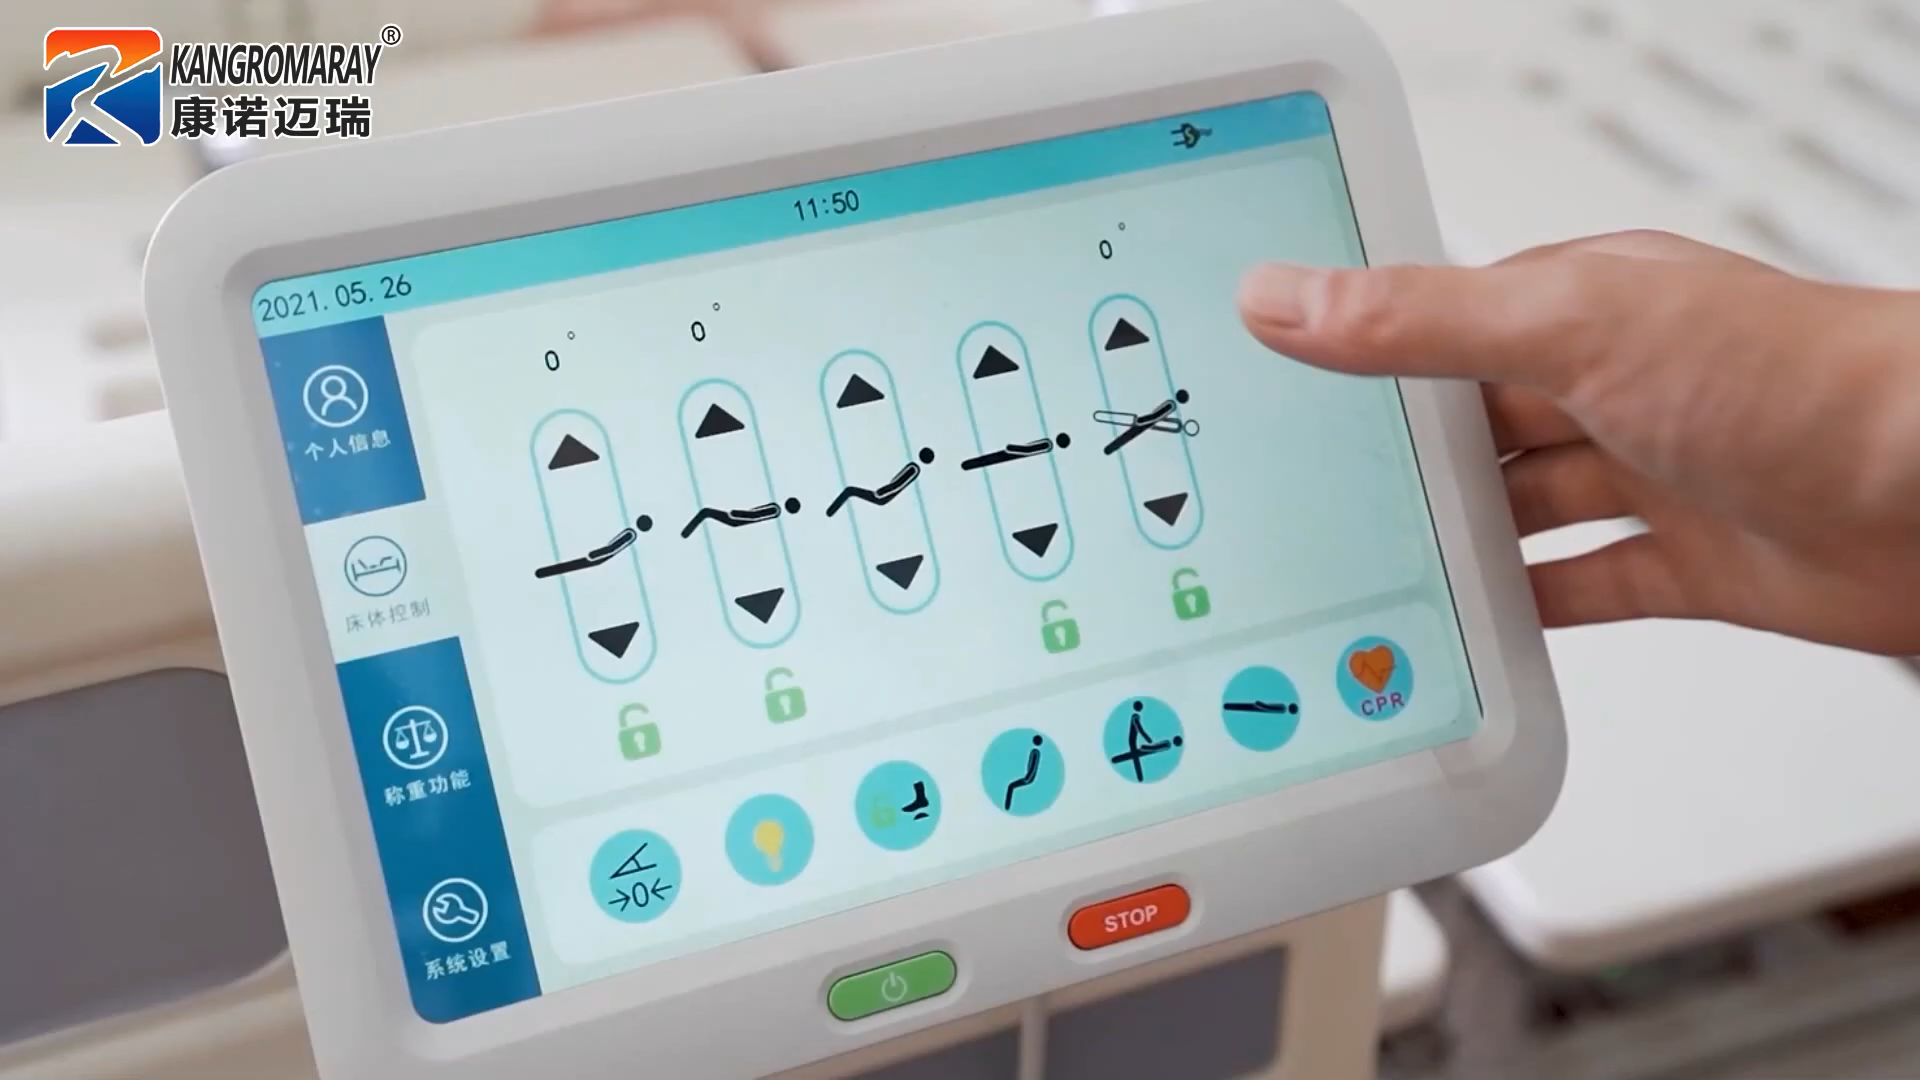 KANGROMARAY®
康诺迈瑞
2021.05.26
11:50
0°
0°
0°
个人信息
床体控制
称重功能
系统设置
→0←
CPR
STOP